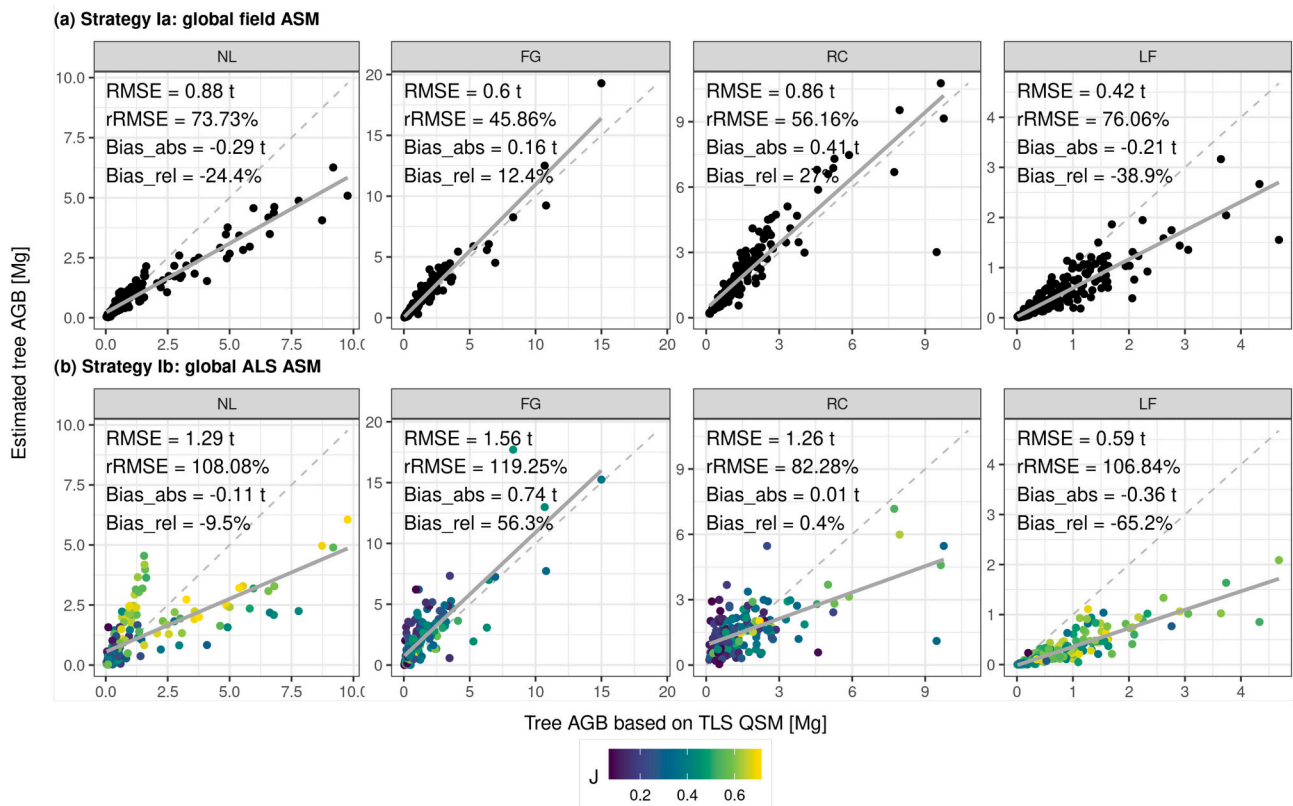 (a) Strategy Ia: global field ASM
NL
FG
RC
LF
RMSE = 0.88 t
rRMSE = 73.73%
Bias_abs = -0.29 t
Bias_rel = -24.4%
RMSE = 0.6 t
rRMSE = 45.86%
Bias_abs = 0.16 t
Bias_rel = 12.4%
RMSE = 0.86 t
rRMSE = 56.16%
Bias_abs = 0.41 t
Bias_rel = 27%
RMSE = 0.42 t
rRMSE = 76.06%
Bias_abs = -0.21 t
Bias_rel = -38.9%
10.0
7.5
5.0
2.5
0.0
20
15
10
5
0
9
6
3
0
4
3
2
1
0
0.0 2.5 5.0 7.5 10.0
0 5 10 15 20
0 3 6 9
0 1 2 3 4
Estimated tree AGB [Mg]
(b) Strategy Ib: global ALS ASM
NL
FG
RC
LF
RMSE = 1.29 t
rRMSE = 108.08%
Bias_abs = -0.11 t
Bias_rel = -9.5%
RMSE = 1.56 t
rRMSE = 119.25%
Bias_abs = 0.74 t
Bias_rel = 56.3%
RMSE = 1.26 t
rRMSE = 82.28%
Bias_abs = 0.01 t
Bias_rel = 0.4%
RMSE = 0.59 t
rRMSE = 106.84%
Bias_abs = -0.36 t
Bias_rel = -65.2%
10.0
7.5
5.0
2.5
0.0
20
15
10
5
0
9
6
3
0
4
3
2
1
0
0.0 2.5 5.0 7.5 10.0
0 5 10 15 20
0 3 6 9
0 1 2 3 4
Tree AGB based on TLS QSM [Mg]
J
0.2 0.4 0.6